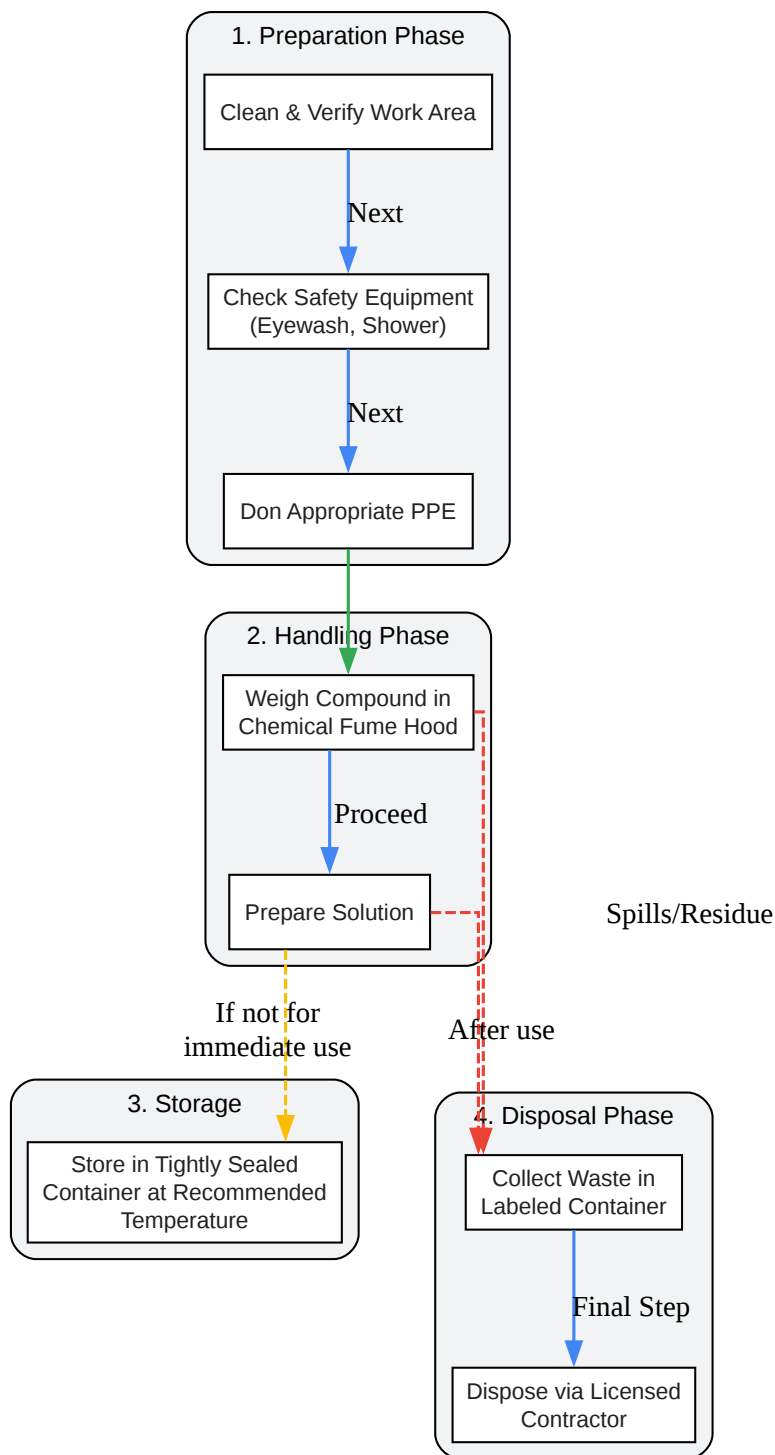 1. Preparation Phase
Clean & Verify Work Area
Next
Check Safety Equipment
(Eyewash, Shower)
Next
Don Appropriate PPE
2. Handling Phase
Weigh Compound in
Chemical Fume Hood
Proceed
Prepare Solution
Spills/Residue
If not for
immediate use
After use
3. Storage
Store in Tightly Sealed
Container at Recommended
Temperature
4. Disposal Phase
Collect Waste in
Labeled Container
Final Step
Dispose via Licensed
Contractor